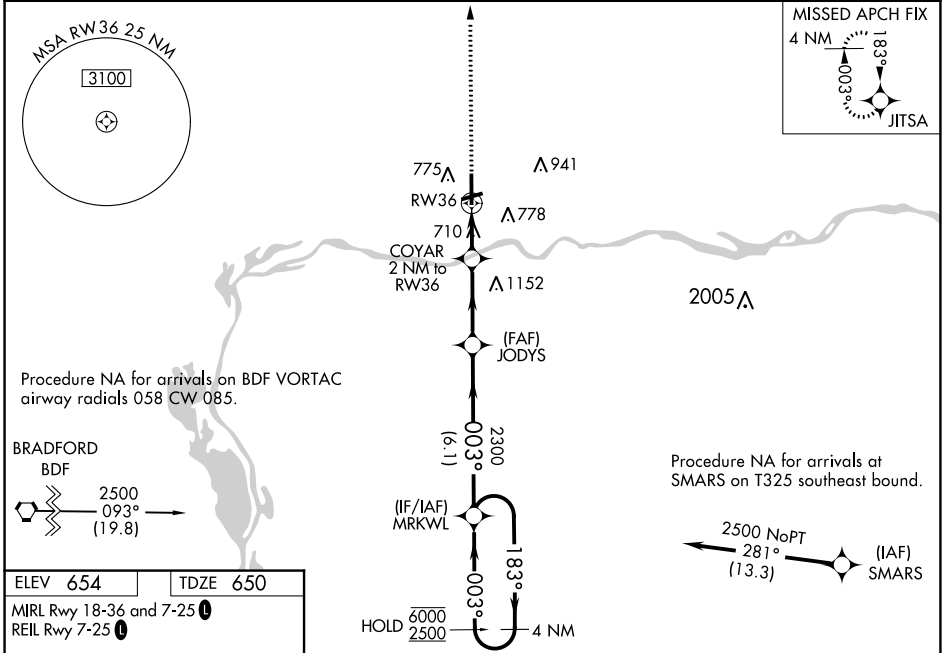 MSA RW36 25 NM
3100
MISSED APCH FIX
4 NM
183°
003°
JITSA
775
941
RW36
778
710
COYAR
2 NM to
RW36
1152
2005
(FAF)
JODYS
Procedure NA for arrivals on BDF VORTAC
airway radials 058 CW 085.
BRADFORD
BDF
2500
093°
(19.8)
2300
003°
(6.1)
Procedure NA for arrivals at
SMARS on T325 southeast bound.
2500 NoPT
281°
(13.3)
(IAF)
SMARS
(IF/IAF)
MRKWL
183°
003°
HOLD 6000
2500
4 NM
ELEV 654
TDZE 650
MIRL Rwy 18-36 and 7-25 L
REIL Rwy 7-25 L